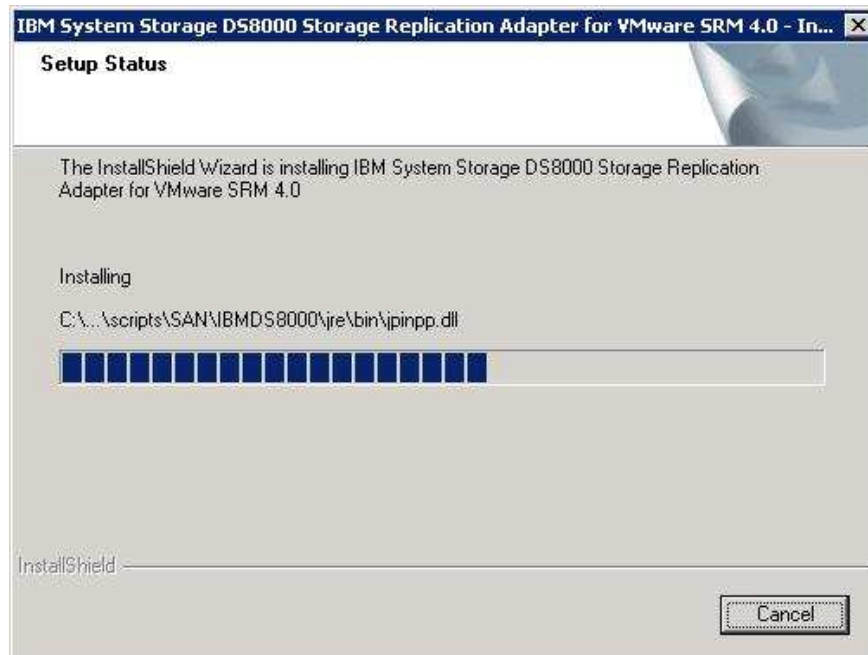 IBM System Storage DS8000 Storage Replication Adapter for VMware SRM 4.0 - In...
Setup Status
The InstallShield Wizard is installing IBM System Storage DS8000 Storage Replication
Adapter for VMware SRM 4.0
Installing
C:\...\scripts\SAN\IBMDS8000\jre\bin\jpinpp.dll
InstallShield
Cancel